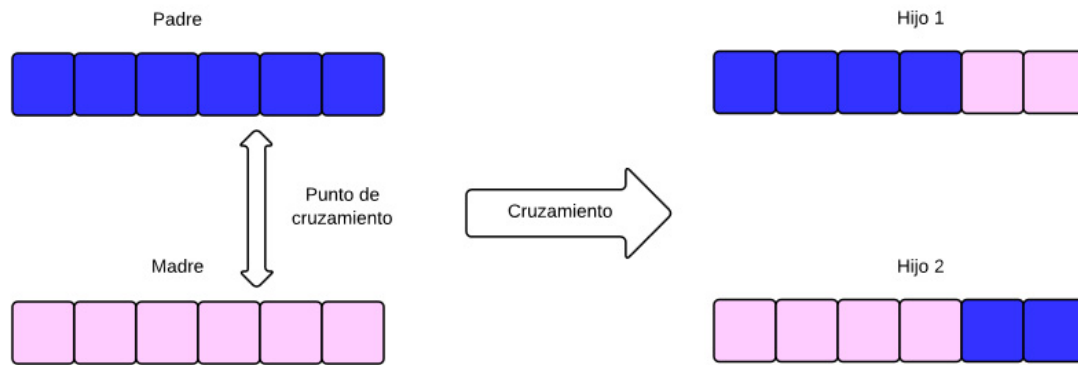 Padre
Hijo 1
Punto de
cruzamiento
Cruzamiento
Madre
Hijo 2